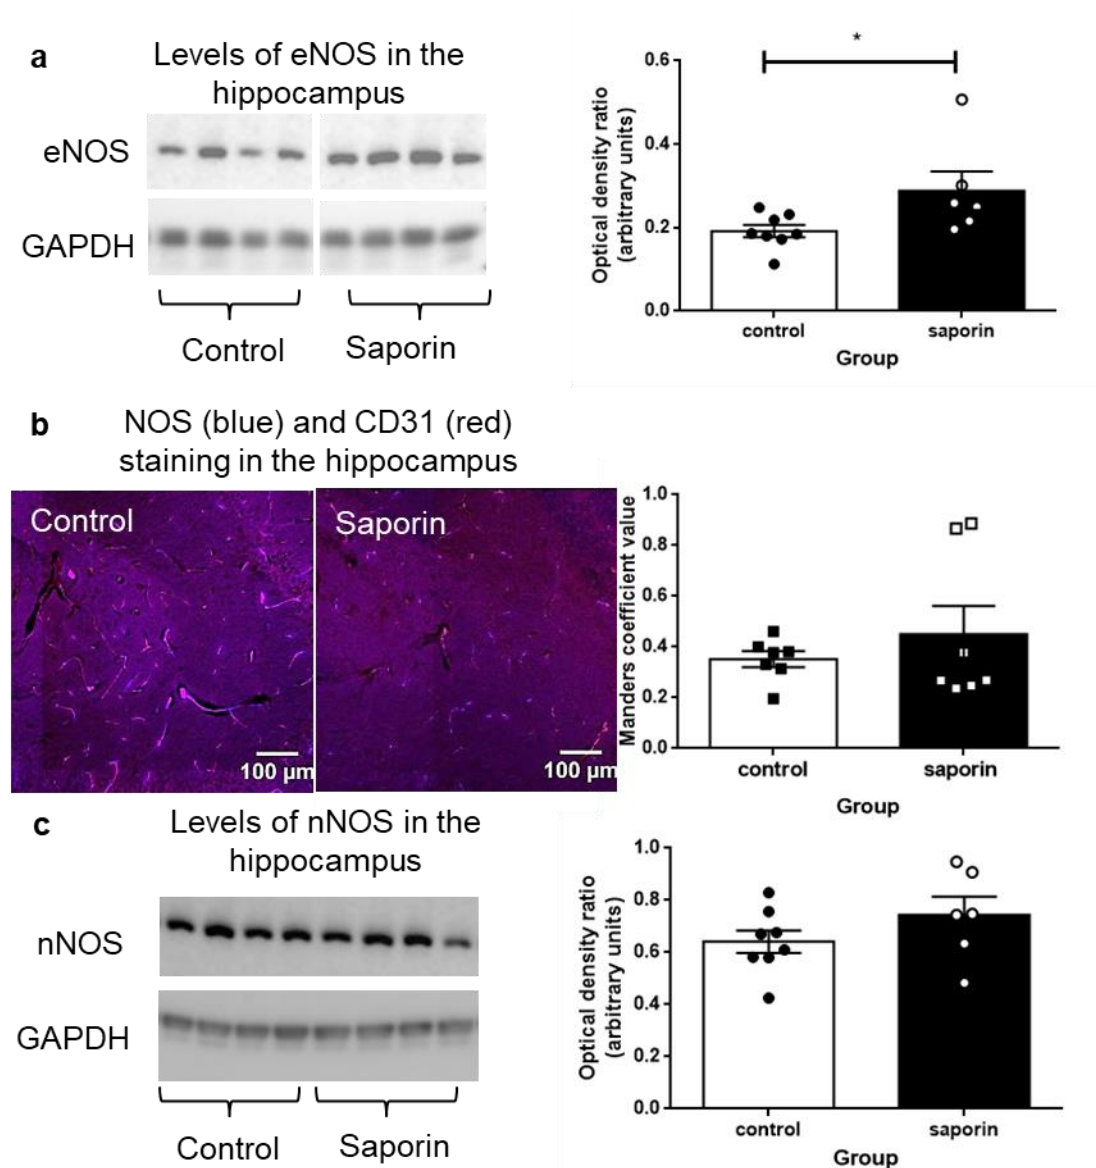 a
Levels of eNOS in the
hippocampus
eNOS
GAPDH
Control
Saporin
*
Optical density ratio
(arbitrary units)
0.6
0.4
0.2
0.0
control
saporin
Group
b
NOS (blue) and CD31 (red)
staining in the hippocampus
Control
100 µm
Saporin
100 µm
Manders coefficient value
1.0
0.8
0.6
0.4
0.2
0.0
control
saporin
Group
c
Levels of nNOS in the
hippocampus
nNOS
GAPDH
Control
Saporin
Optical density ratio
(arbitrary units)
1.0
0.8
0.6
0.4
0.2
0.0
control
saporin
Group